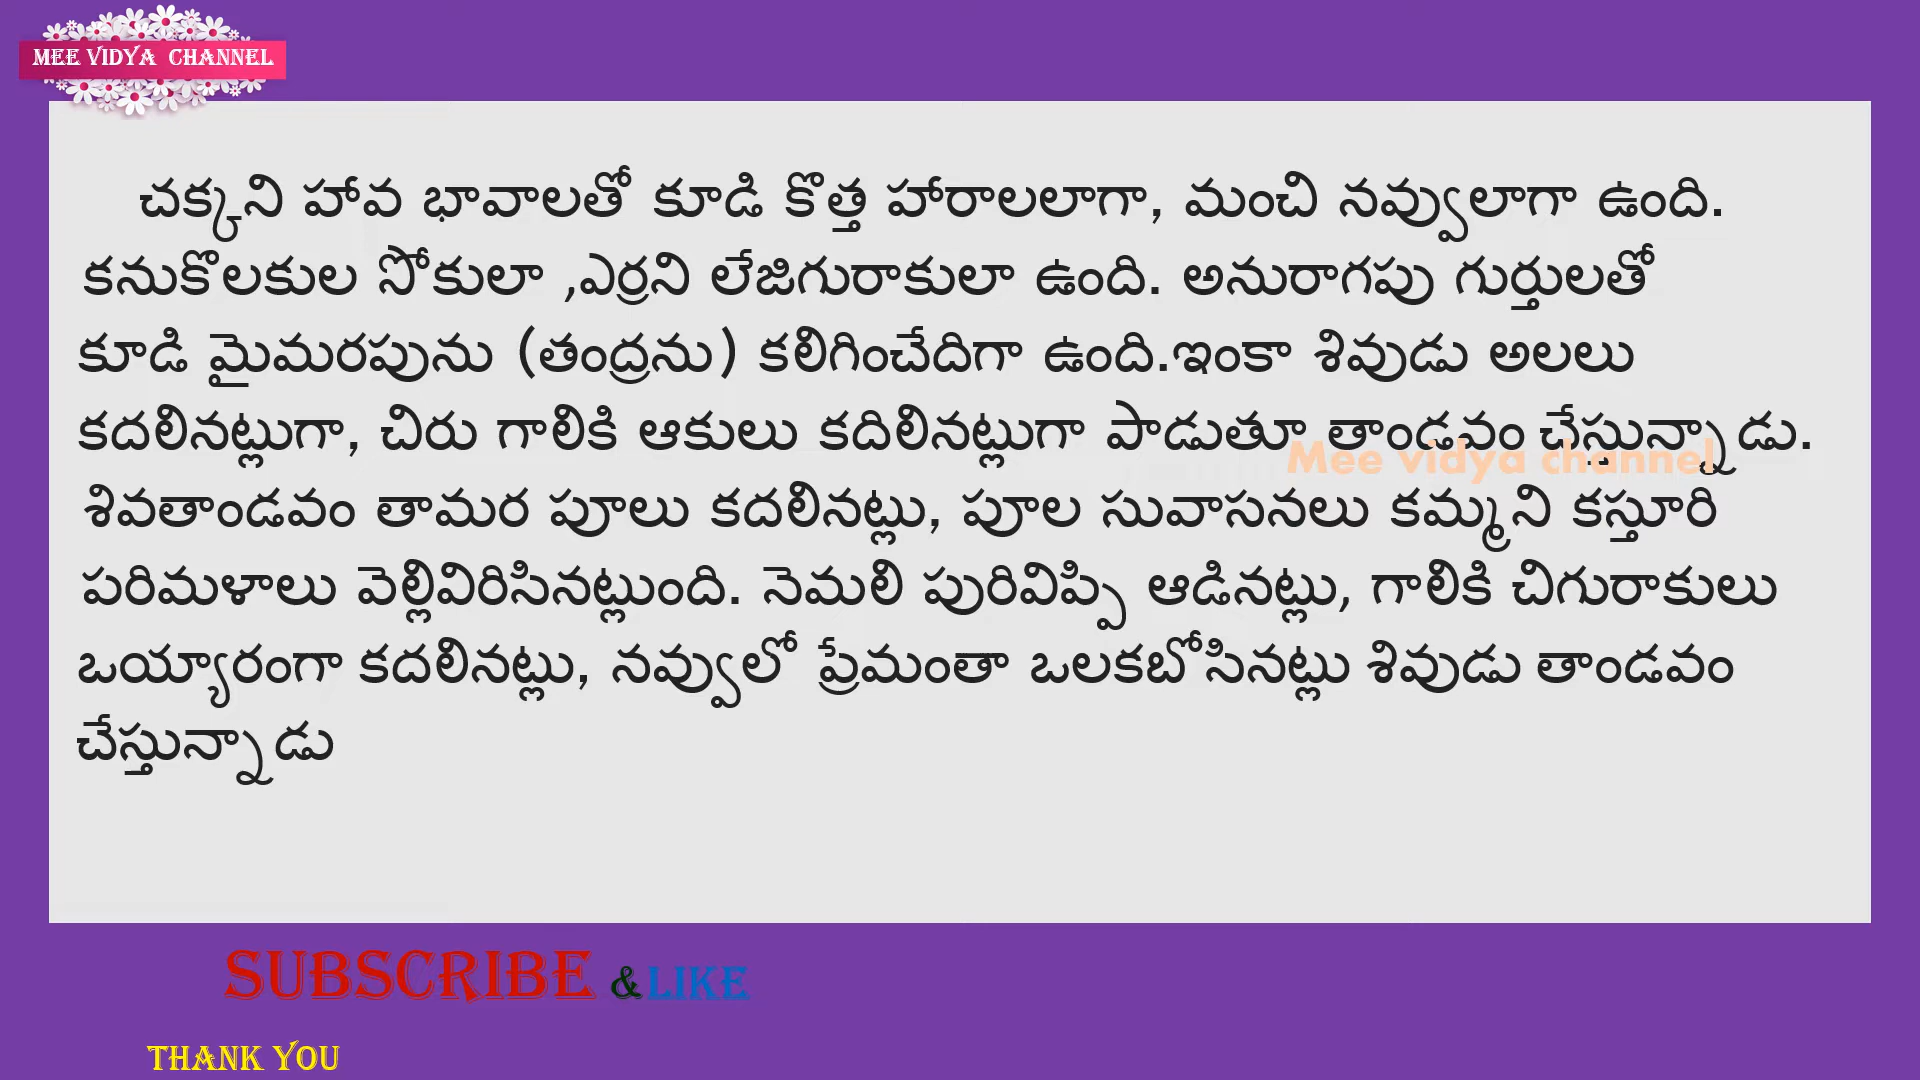 MEE VIDYA CHANNEL
చక్కని హావ భావాలతో కూడి కొత్త హారాలలాగా, మంచి నవ్వులాగా ఉంది.
కనుకొలకుల సోకులా ,ఎర్రని లేజిగురాకులా ఉంది. అనురాగపు గుర్తులతో
కూడి మైమరపును (తంద్రను) కలిగించేదిగా ఉంది.ఇంకా శివుడు అలలు
కదలినట్లుగా, చిరు గాలికి ఆకులు కదిలినట్లుగా పాడుతూ తాండవం చేస్తున్నాడు.
Mee vidya channel
శివతాండవం తామర పూలు కదలినట్లు, పూల సువాసనలు కమ్మని కస్తూరి
పరిమళాలు వెల్లివిరిసినట్లుంది. నెమలి పురివిప్పి ఆడినట్లు, గాలికి చిగురాకులు
ఒయ్యారంగా కదలినట్లు, నవ్వులో ప్రేమంతా ఒలకబోసినట్లు శివుడు తాండవం
చేస్తున్నాడు
SUBSCRIBE & LIKE
THANK YOU